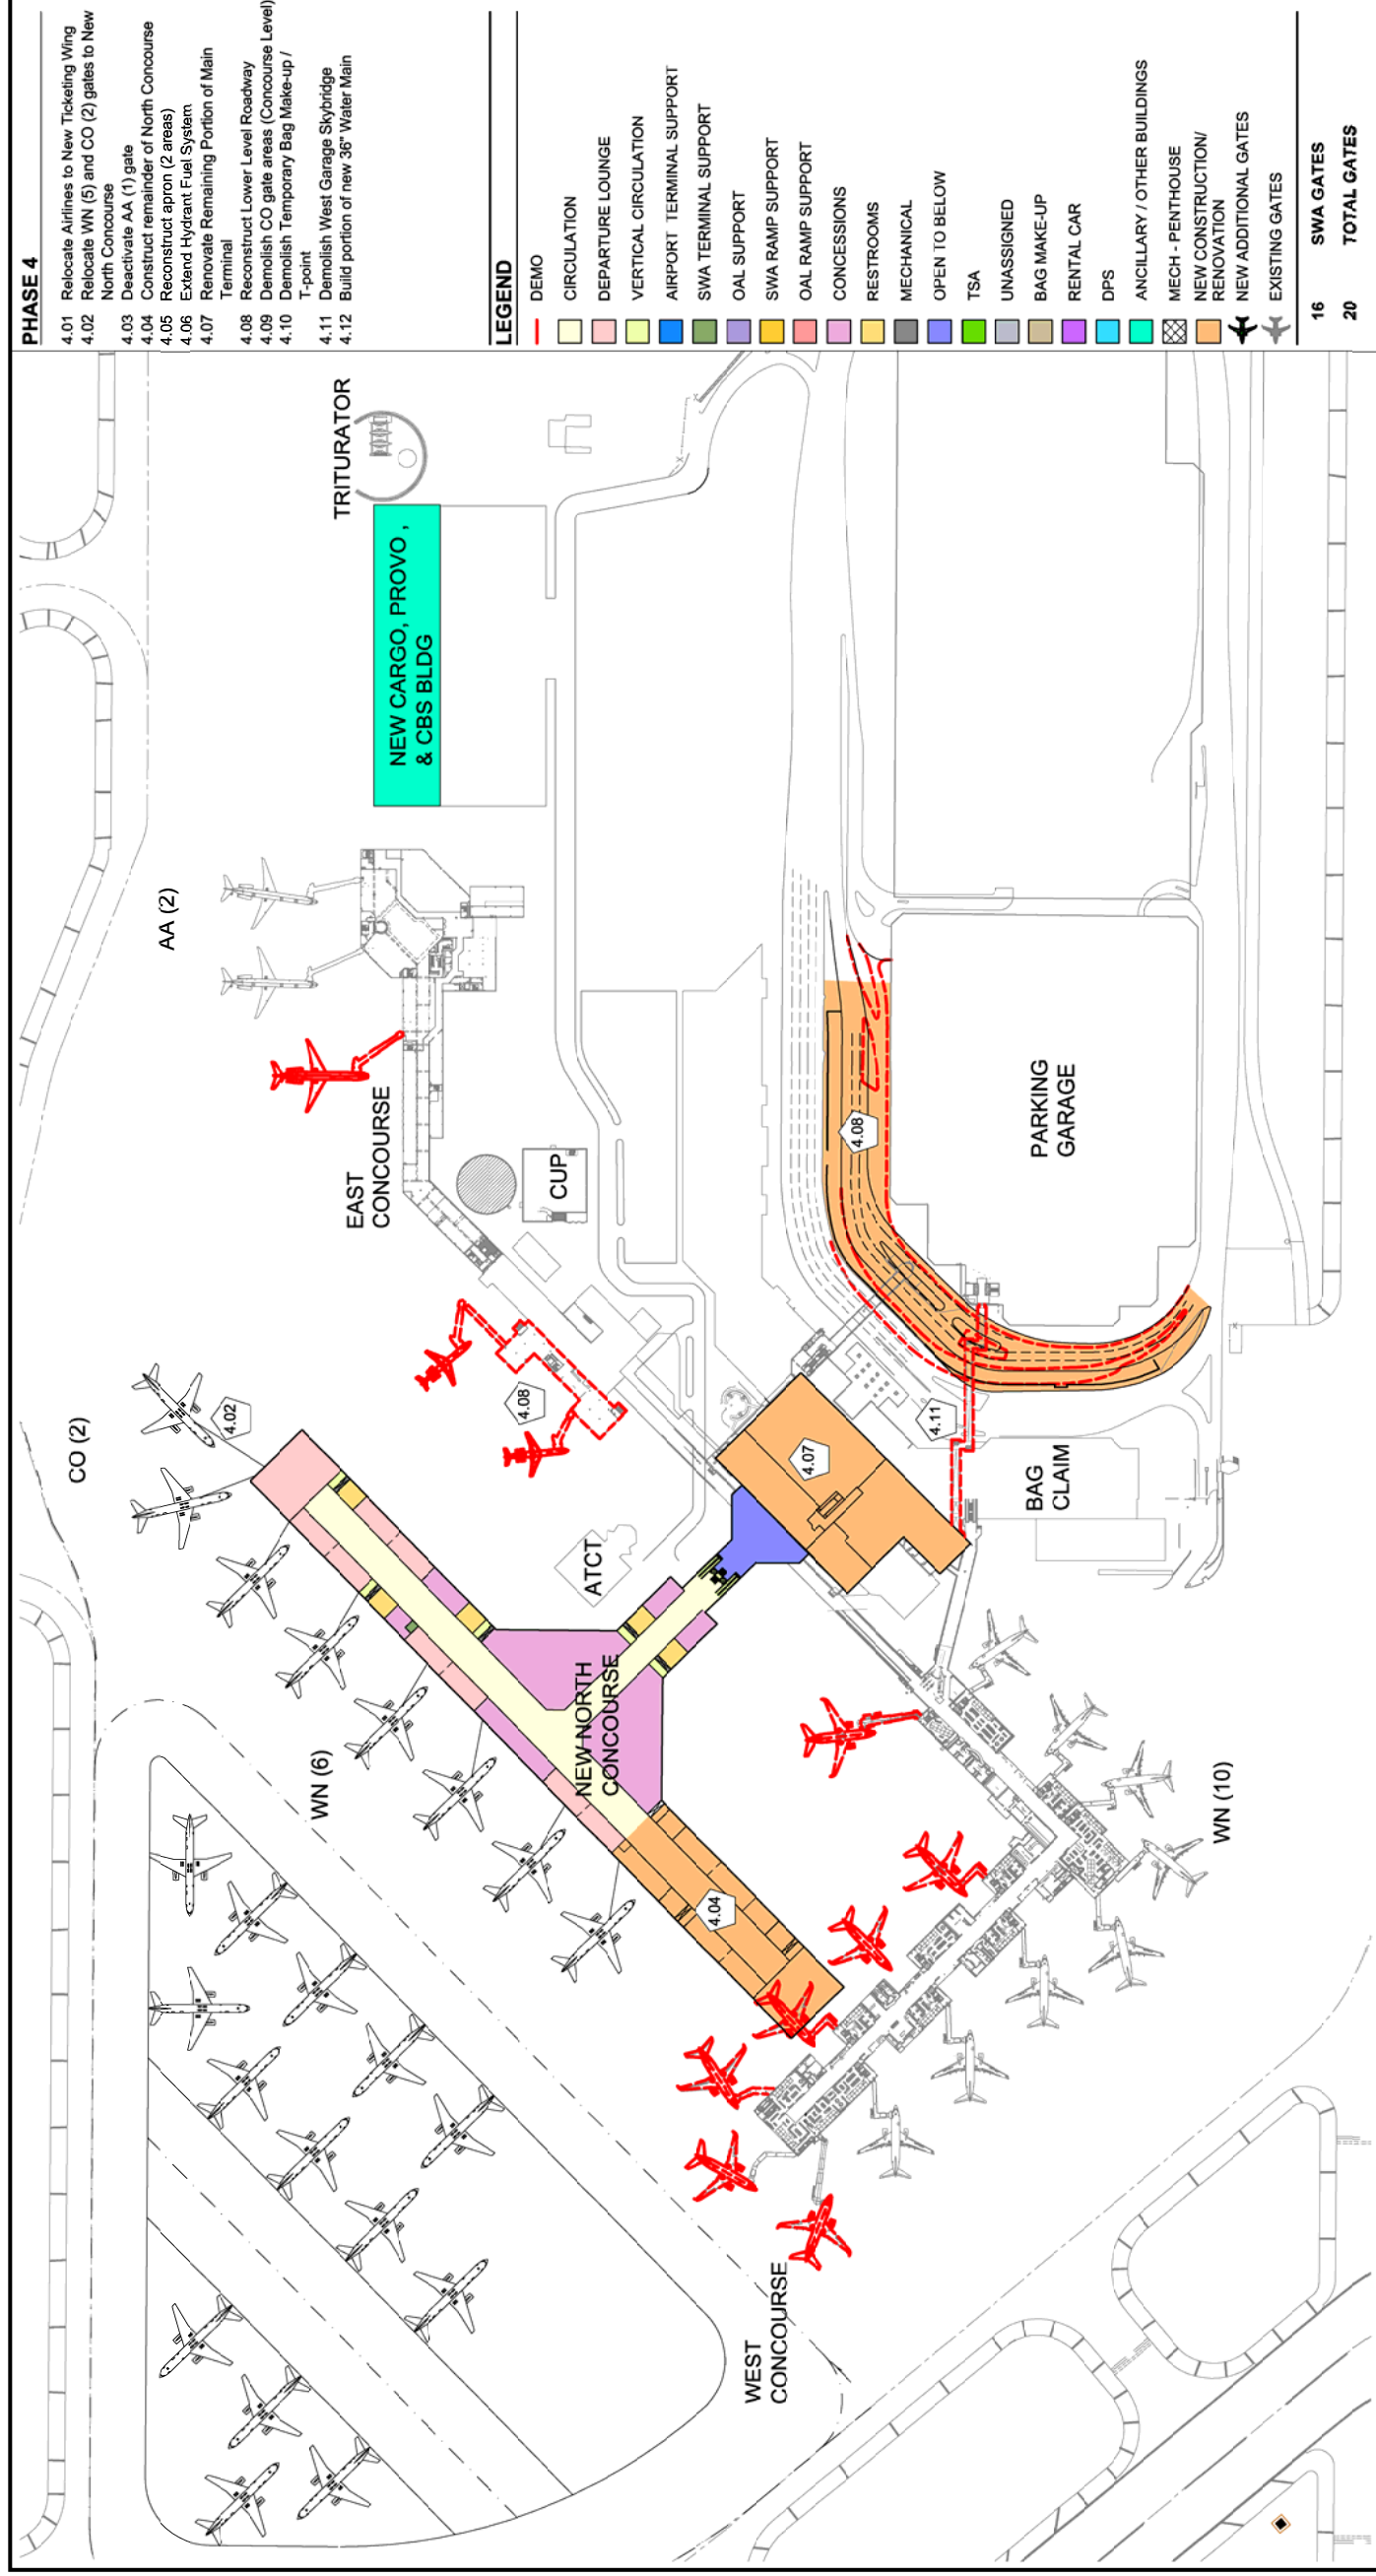 PHASE 4
4.01 Relocate Airlines to New Ticketing Wing
4.02 Relocate WN (5) and CO (2) gates to New
North Concourse
4.03 Deactivate AA (1) gate
4.04 Construct remainder of North Concourse
4.05 Reconstruct apron (2 areas)
4.06 Extend Hydrant Fuel System
4.07 Renovate Remaining Portion of Main
Terminal
4.08 Reconstruct Lower Level Roadway
4.09 Demolish CO gate areas (Concourse Level)
4.10 Demolish Temporary Bag Make-up /
T-point
4.11 Demolish West Garage Skybridge
4.12 Build portion of new 36" Water Main
LEGEND
DEMO
CIRCULATION
DEPARTURE LOUNGE
VERTICAL CIRCULATION
AIRPORT TERMINAL SUPPORT
SWA TERMINAL SUPPORT
OAL SUPPORT
SWA RAMP SUPPORT
OAL RAMP SUPPORT
CONCESSIONS
RESTROOMS
MECHANICAL
OPEN TO BELOW
TSA
UNASSIGNED
BAG MAKE-UP
RENTAL CAR
DPS
ANCILLARY / OTHER BUILDINGS
MECH - PENTHOUSE
NEW CONSTRUCTION/
RENOVATION
NEW ADDITIONAL GATES
EXISTING GATES
16 SWA GATES
20 TOTAL GATES
CO (2)
4.02
AA (2)
TRITURATOR
NEW CARGO, PROVO ,
& CBS BLDG
EAST
CONCOURSE
CUP
4.08
WN (6)
ATCT
NEW NORTH
CONCOURSE
4.04
4.07
4.08
4.11
PARKING
GARAGE
BAG
CLAIM
WEST
CONCOURSE
WN (10)